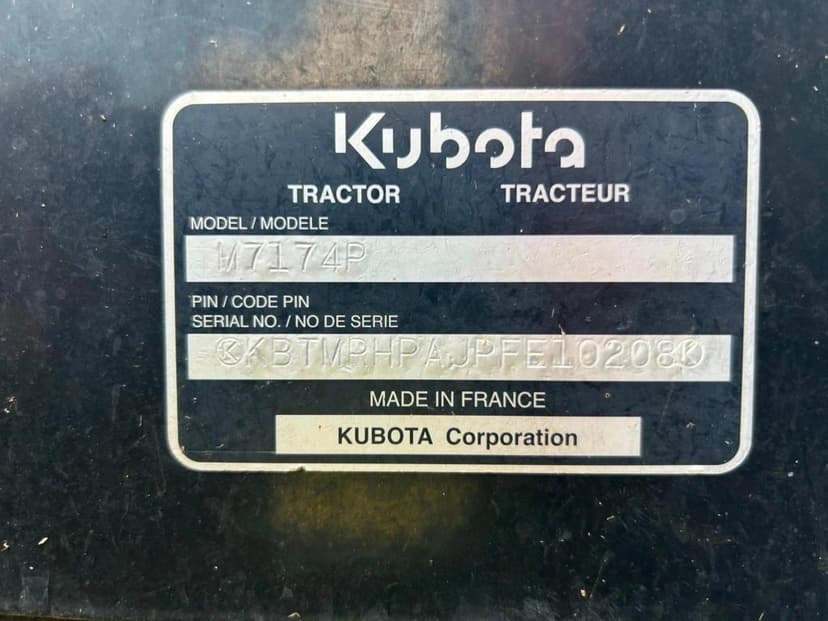 Kubota
TRACTOR TRACTEUR
MODEL / MODELE
M7174P
PIN / CODE PIN
SERIAL NO. / NO DE SERIE
KBTMPHPAJPFE10208
MADE IN FRANCE
KUBOTA Corporation